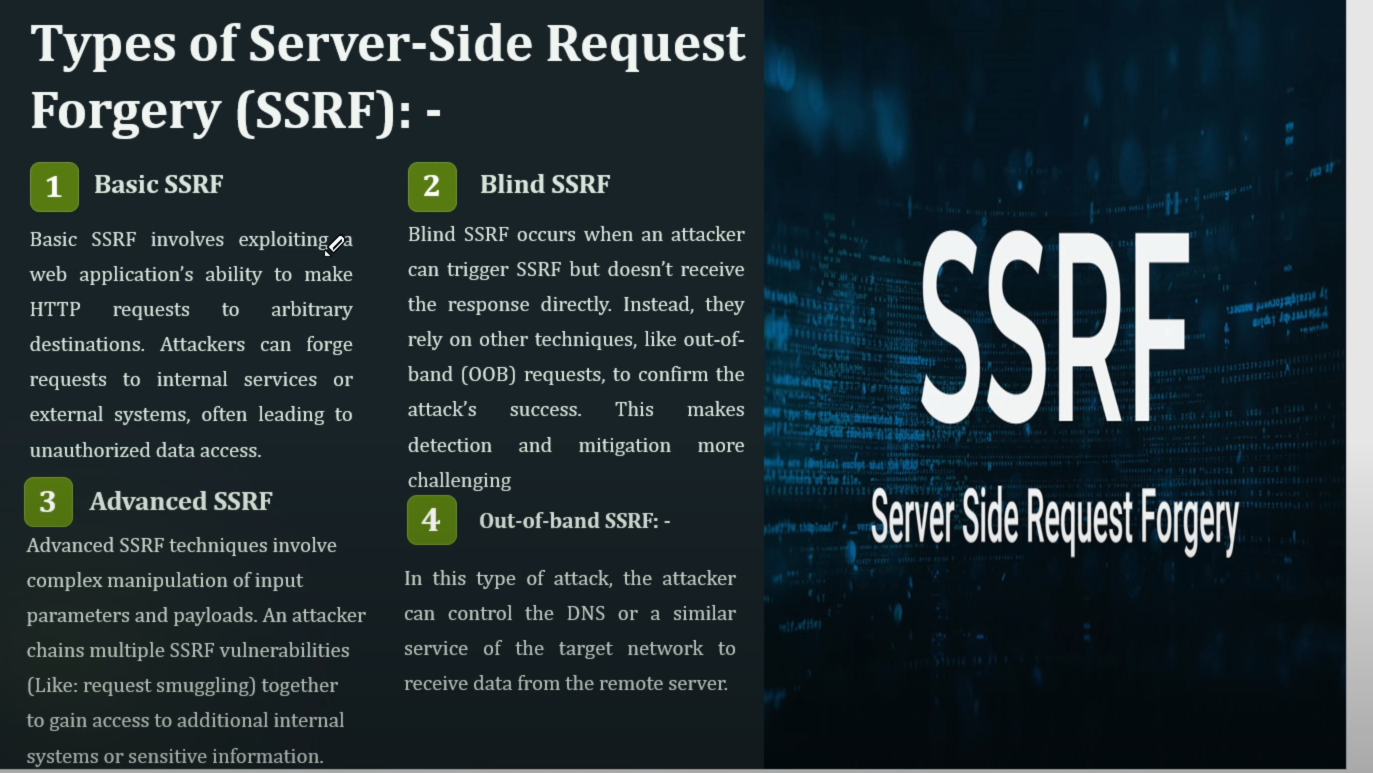 Types of Server-Side Request
Forgery (SSRF): -
1 Basic SSRF
Basic SSRF involves exploiting a
web application's ability to make
HTTP requests to arbitrary
destinations. Attackers can forge
requests to internal services or
external systems, often leading to
unauthorized data access.
2 Blind SSRF
Blind SSRF occurs when an attacker
can trigger SSRF but doesn't receive
the response directly. Instead, they
rely on other techniques, like out-of-
band (OOB) requests, to confirm the
attack's success. This makes
detection and mitigation more
challenging
3 Advanced SSRF
Advanced SSRF techniques involve
complex manipulation of input
parameters and payloads. An attacker
chains multiple SSRF vulnerabilities
(Like: request smuggling) together
to gain access to additional internal
systems or sensitive information.
4 Out-of-band SSRF: -
In this type of attack, the attacker
can control the DNS or a similar
service of the target network to
receive data from the remote server.
SSRF
Server Side Request Forgery